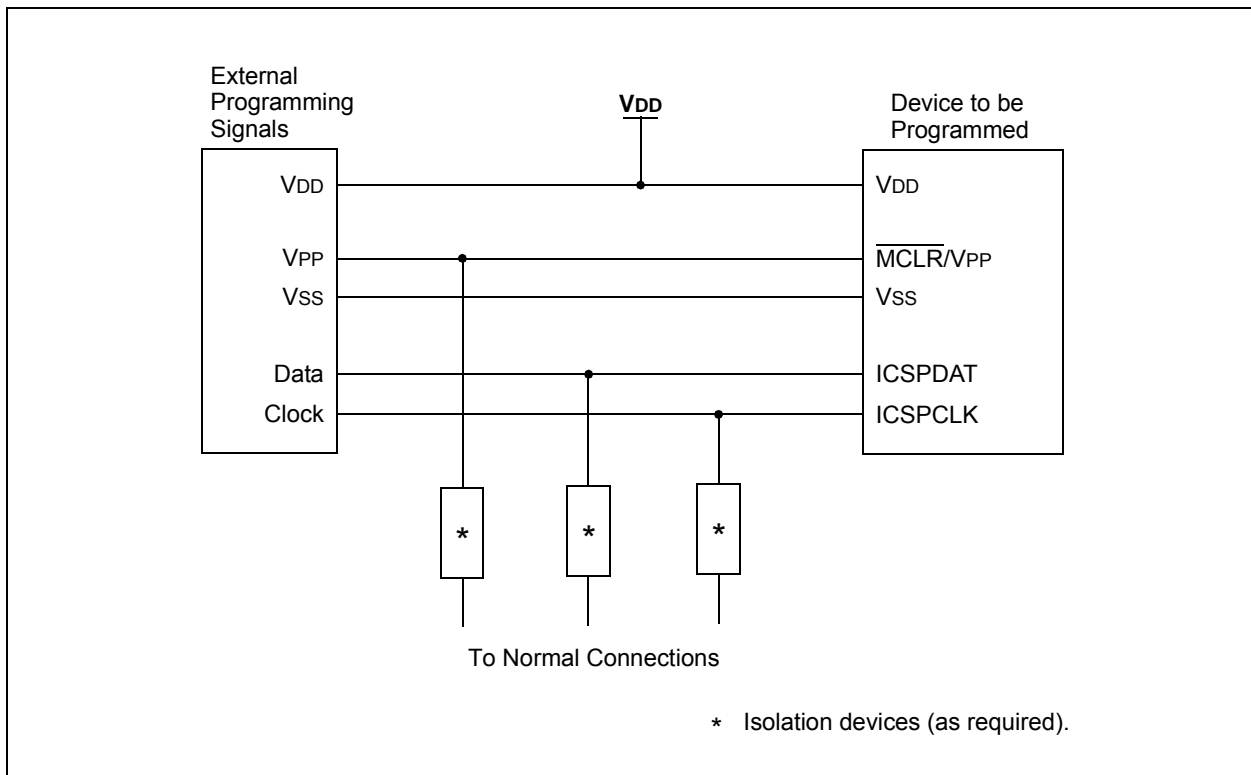 External
Programming
Signals
VDD
Device to be
Programmed
VDD
VDD
VPP
MCLR/VPP
VSS
VSS
Data
ICSPDAT
Clock
ICSPCLK
*
*
*
To Normal Connections
* Isolation devices (as required).